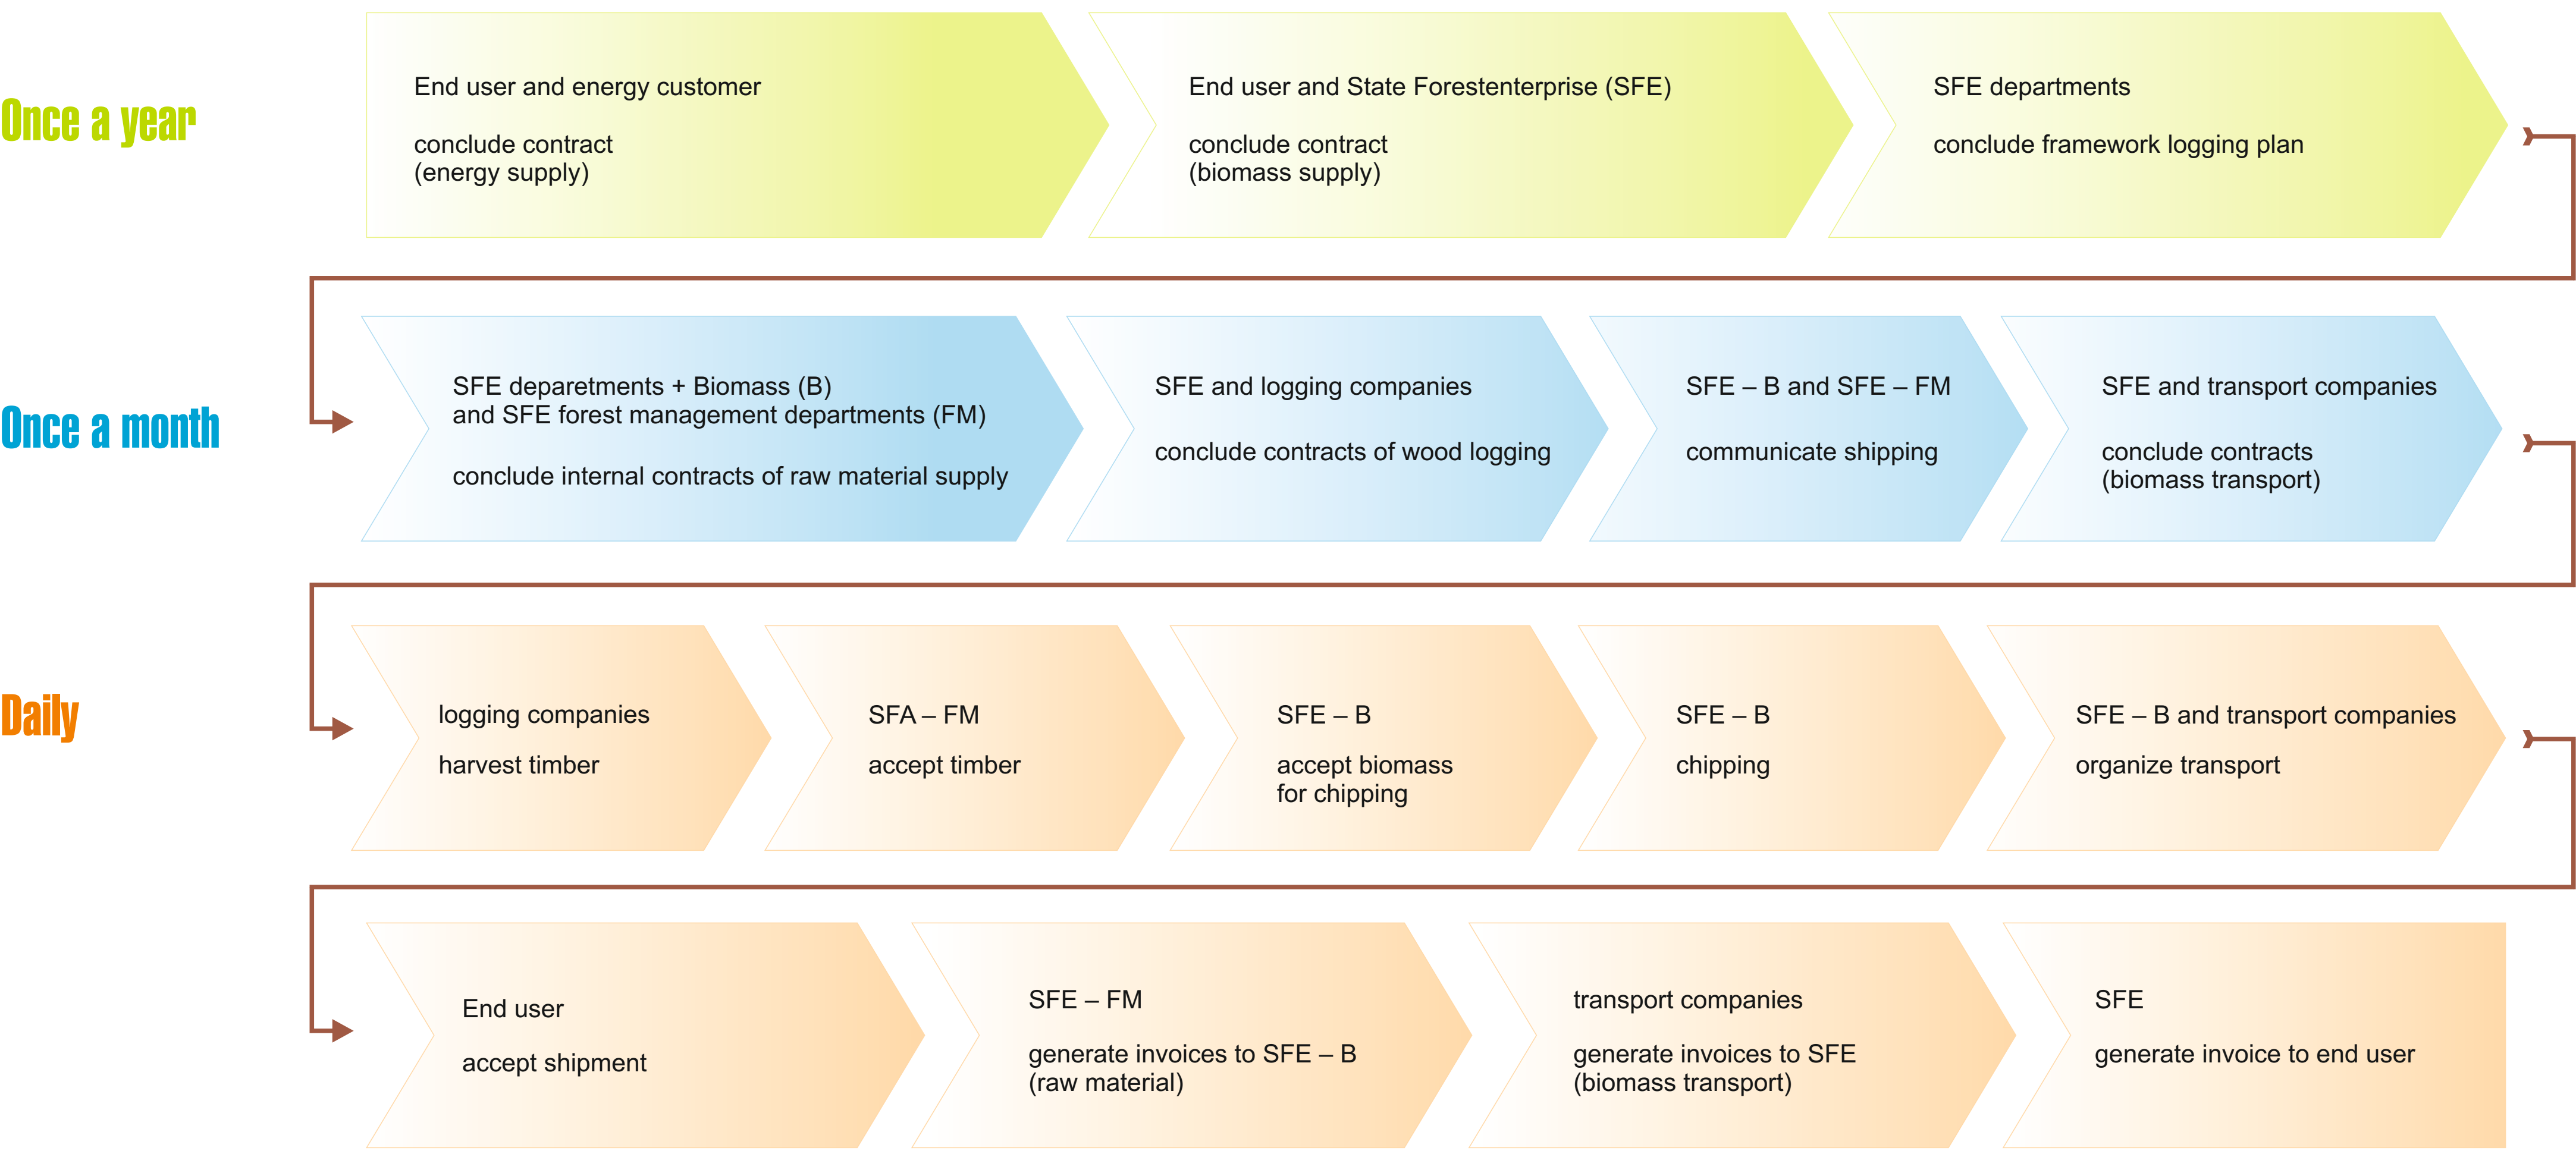 Once a year
End user and energy customer
conclude contract
(energy supply)
End user and State Forestenterprise (SFE)
conclude contract
(biomass supply)
SFE departments
conclude framework logging plan
Once a month
SFE deparetments + Biomass (B)
and SFE forest management departments (FM)
conclude internal contracts of raw material supply
SFE and logging companies
conclude contracts of wood logging
SFE – B and SFE – FM
communicate shipping
SFE and transport companies
conclude contracts
(biomass transport)
Daily
logging companies
harvest timber
SFA – FM
accept timber
SFE – B
accept biomass
for chipping
SFE – B
chipping
SFE – B and transport companies
organize transport
End user
accept shipment
SFE – FM
generate invoices to SFE – B
(raw material)
transport companies
generate invoices to SFE
(biomass transport)
SFE
generate invoice to end user